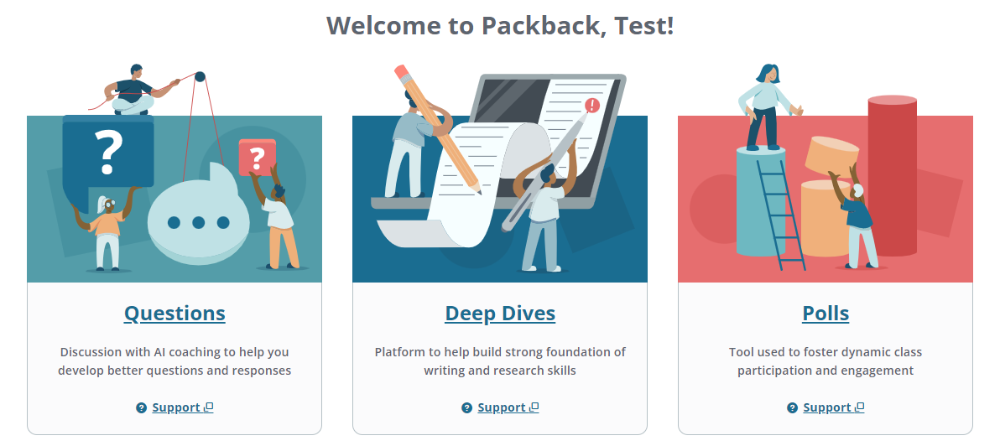 Welcome to Packback, Test!
?
?
!
Questions
Discussion with AI coaching to help you
develop better questions and responses
? Support
Deep Dives
Platform to help build strong foundation of
writing and research skills
? Support
Polls
Tool used to foster dynamic class
participation and engagement
? Support